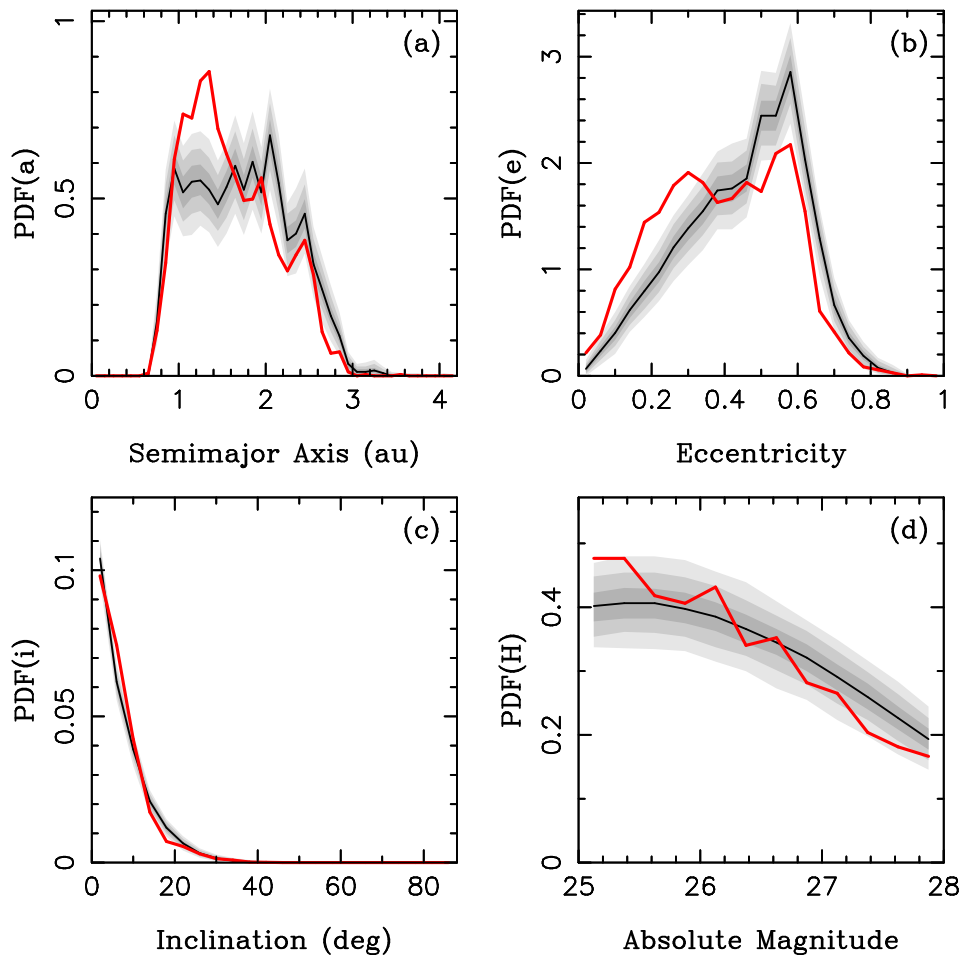 (a)
PDF(a)
1
0.5
0
0 1 2 3 4
Semimajor Axis (au)
(b)
PDF(e)
3
2
1
0
0 0.2 0.4 0.6 0.8 1
Eccentricity
(c)
PDF(i)
0.1
0.05
0
0 20 40 60 80
Inclination (deg)
(d)
PDF(H)
0.4
0.2
0
25 26 27 28
Absolute Magnitude